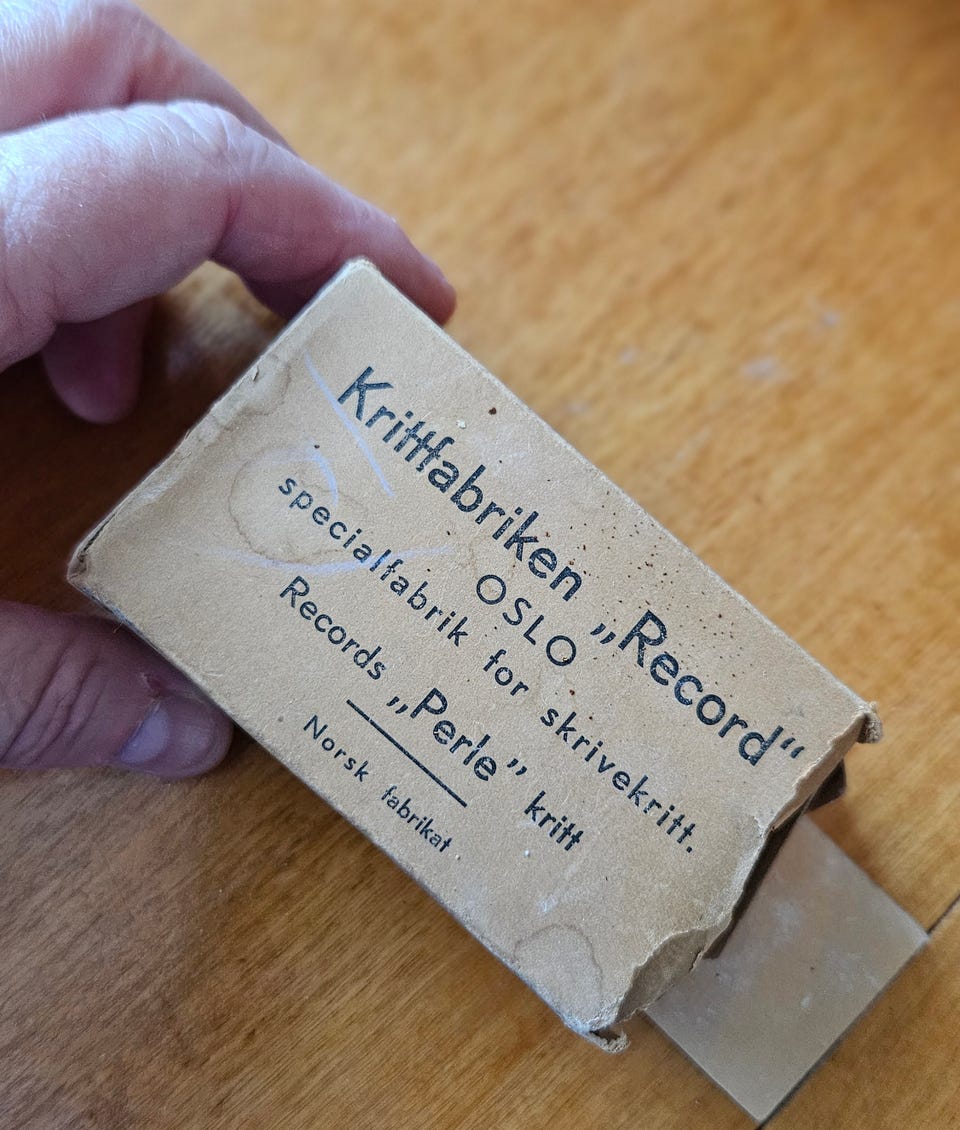 Krittfabriken „Record“
OSLO
specialfabrik for skrivekritt.
Records „Perle” kritt
Norsk fabrikat